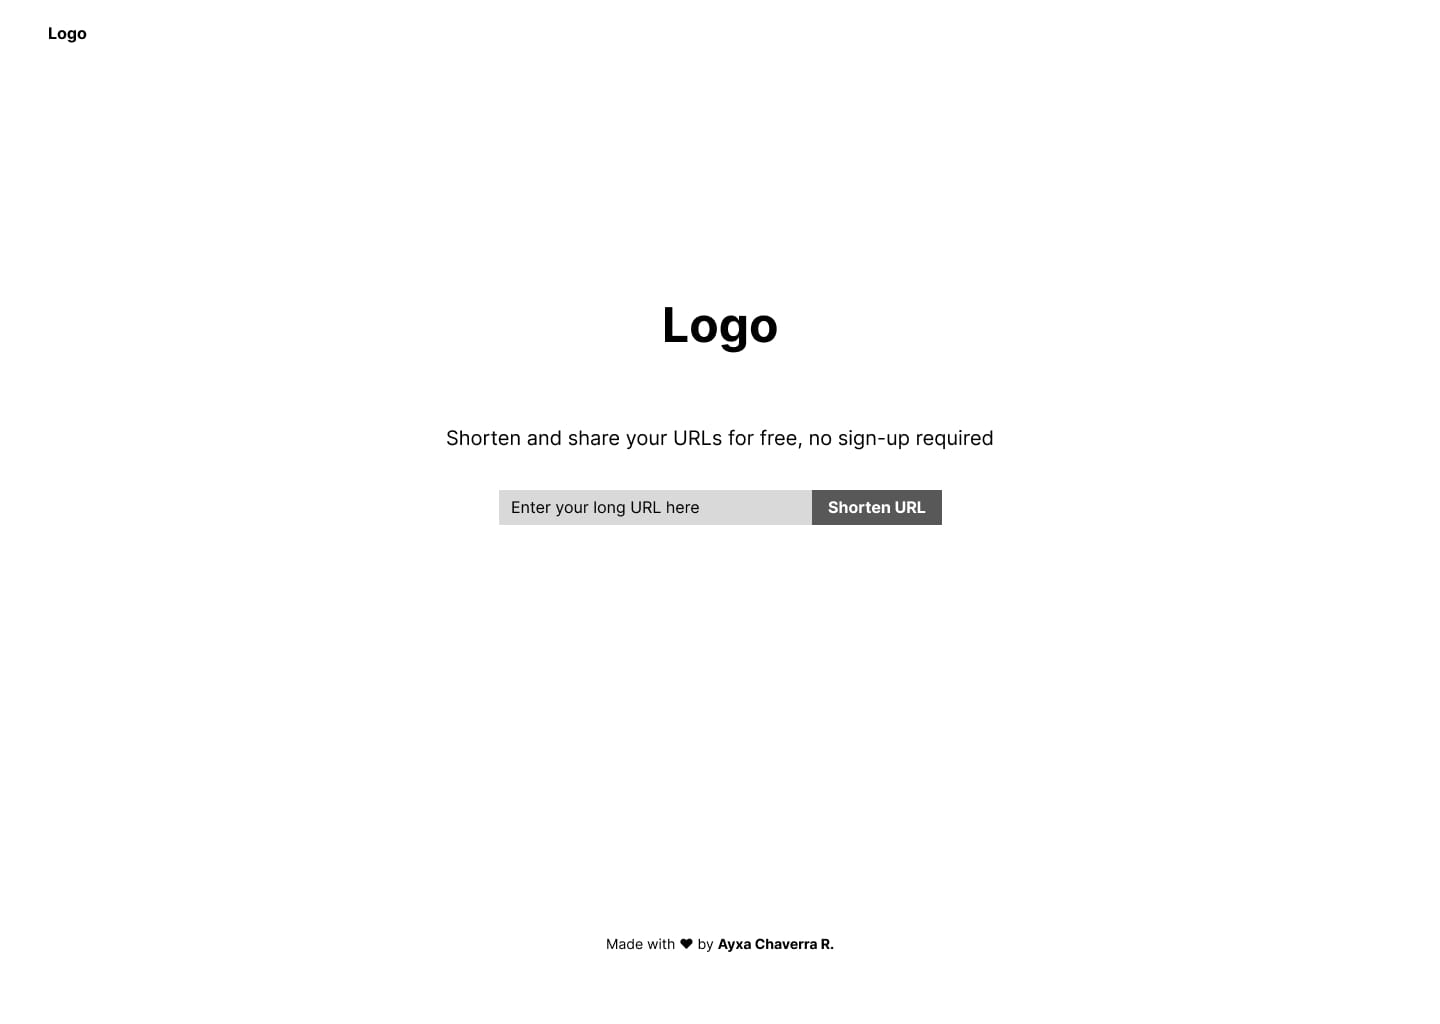 Logo
Logo
Shorten and share your URLs for free, no sign-up required
Enter your long URL here
Shorten URL
Made with ♥ by Ayxa Chaverra R.